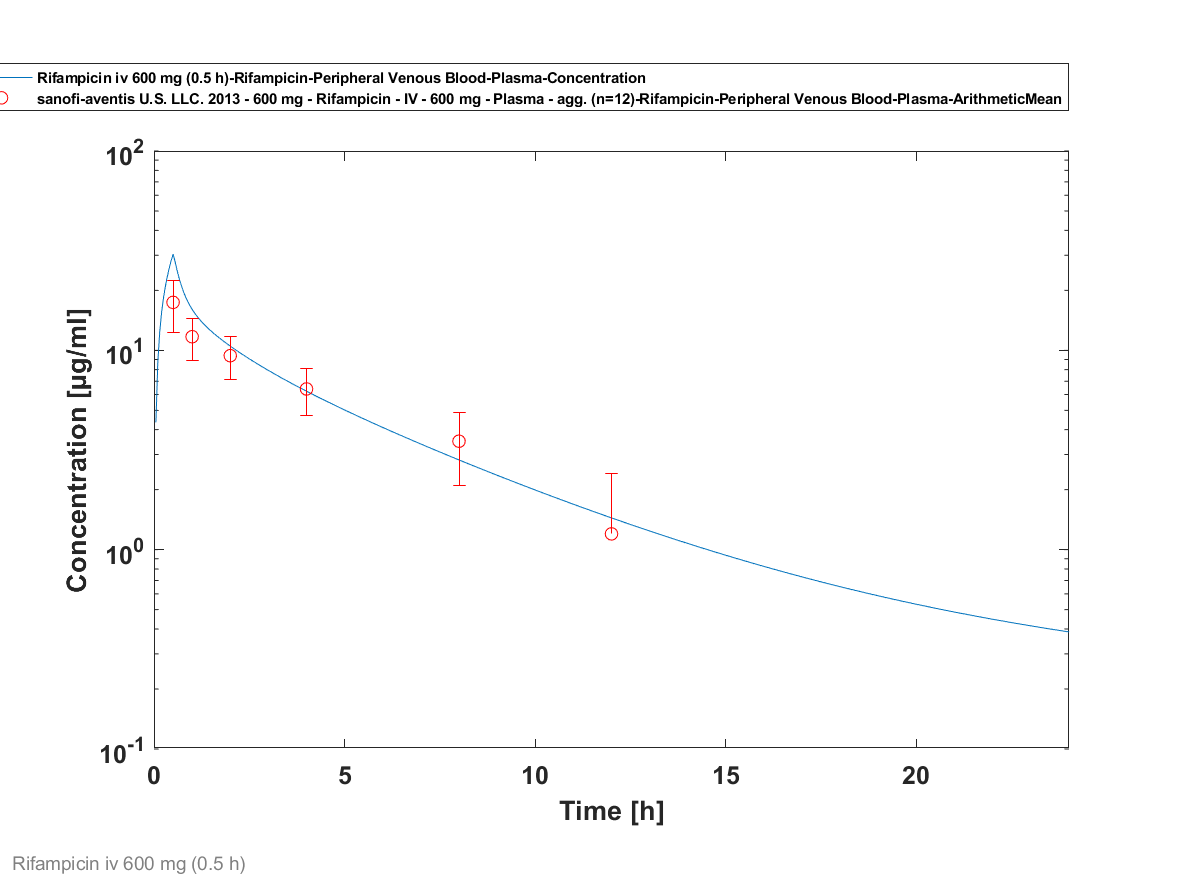 Rifampicin iv 600 mg (0.5 h)-Rifampicin-Peripheral Venous Blood-Plasma-Concentration
sanofi-aventis U.S. LLC. 2013 - 600 mg - Rifampicin - IV - 600 mg - Plasma - agg. (n=12)-Rifampicin-Peripheral Venous Blood-Plasma-ArithmeticMean
10^2
10^1
10^0
10^-1
Concentration [µg/ml]
0 5 10 15 20
Time [h]
Rifampicin iv 600 mg (0.5 h)